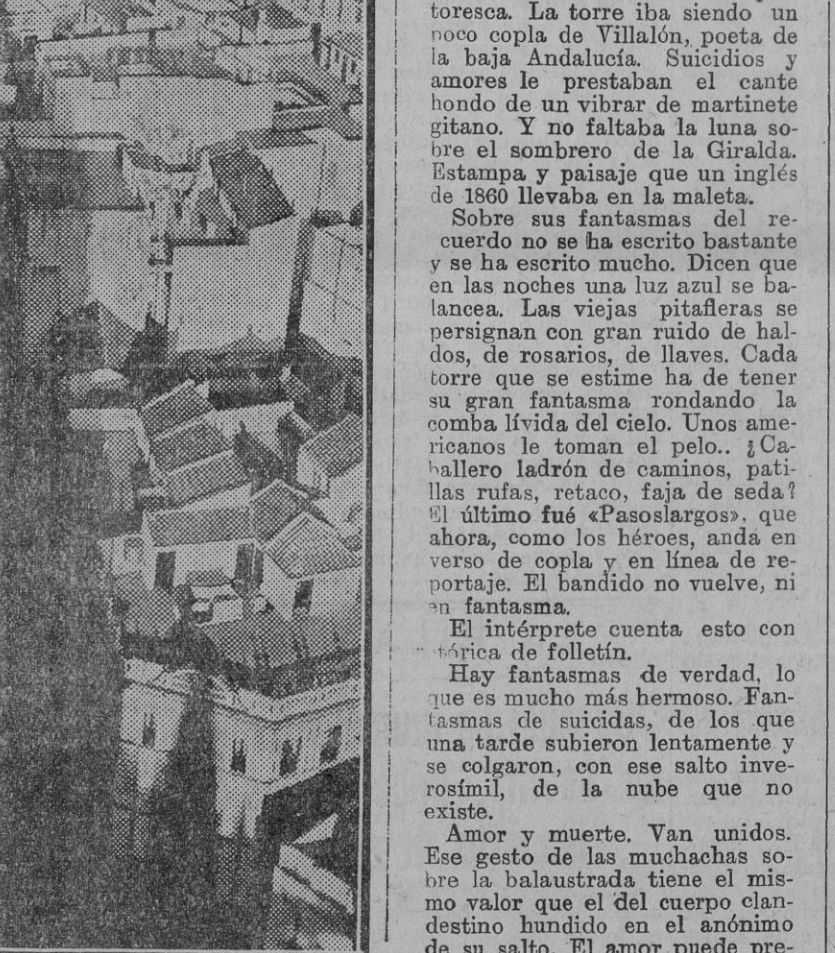 toresca. La torre iba siendo un
poco copla de Villalón, poeta de
la baja Andalucía. Suicidios y
amores le prestaban el cante
hondo de un vibrar de martinete
gitano. Y no faltaba la luna so-
bre el sombrero de la Giralda.
Estampa y paisaje que un inglés
de 1860 llevaba en la maleta.
Sobre sus fantasmas del re-
cuerdo no se ha escrito bastante
y se ha escrito mucho. Dicen que
en las noches una luz azul se ba-
lancea. Las viejas pitafleras se
persignan con gran ruido de hal-
dos, de rosarios, de llaves. Cada
torre que se estime ha de tener
su gran fantasma rondando la
comba lívida del cielo. Unos ame-
ricanos le toman el pelo.. ¿Ca-
ballero ladrón de caminos, pati-
llas rufas, retaco, faja de seda?
El último fué «Pasoslargos», que
ahora, como los héroes, anda en
verso de copla y en línea de re-
portaje. El bandido no vuelve, ni
en fantasma.
El intérprete cuenta esto con
tórica de folletín.
Hay fantasmas de verdad, lo
que es mucho más hermoso. Fan-
tasmas de suicidas, de los que
una tarde subieron lentamente y
se colgaron, con ese salto inve-
rosímil, de la nube que no
existe.
Amor y muerte. Van unidos.
Ese gesto de las muchachas so-
bre la balaustrada tiene el mis-
mo valor que el del cuerpo clan-
destino hundido en el anónimo
de su salto. El amor puede pre-